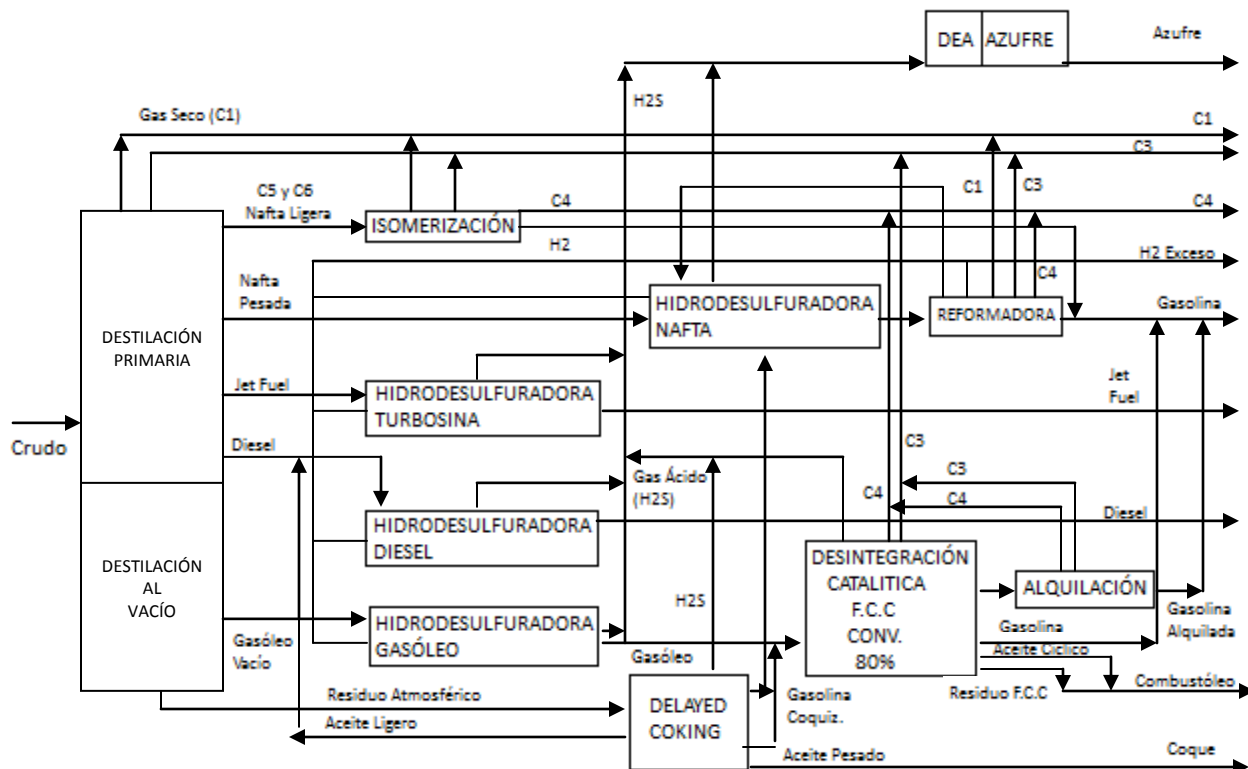 DEA AZUFRE
Azufre
H2S
Gas Seco (C1)
C1
C3
C5 y C6
Nafta Ligera
ISOMERIZACIÓN
C4
C1
C3
C4
H2
H2 Exceso
Nafta
Pesada
HIDRODESULFURADORA
NAFTA
C4
REFORMADORA
Gasolina
DESTILACIÓN
PRIMARIA
Jet Fuel
HIDRODESULFURADORA
TURBOSINA
Jet
Fuel
Crudo
Diesel
C3
Gas Ácido
(H2S)
C4
C3
C4
Diesel
HIDRODESULFURADORA
DIESEL
DESTILACIÓN
AL
VACÍO
DESINTEGRACIÓN
CATALITICA
F.C.C
CONV.
80%
ALQUILACIÓN
H2S
HIDRODESULFURADORA
GASÓLEO
Gasóleo
Vacío
Gasóleo
Gasolina
Aceite Ciclico
Gasolina
Alquilada
Residuo Atmosférico
DELAYED
COKING
Gasolina
Coquiz.
Residuo F.C.C
Combustóleo
Aceite Ligero
Aceite Pesado
Coque